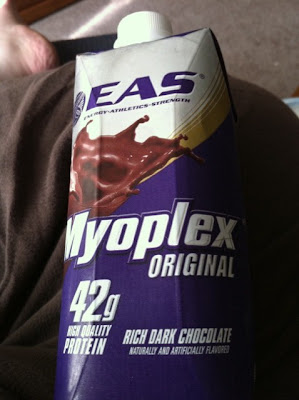 EAS
ENERGY-ATHLETICS-STRENGTH
Myoplex
ORIGINAL
42g
HIGH QUALITY
PROTEIN
RICH DARK CHOCOLATE
NATURALLY AND ARTIFICIALLY FLAVORED